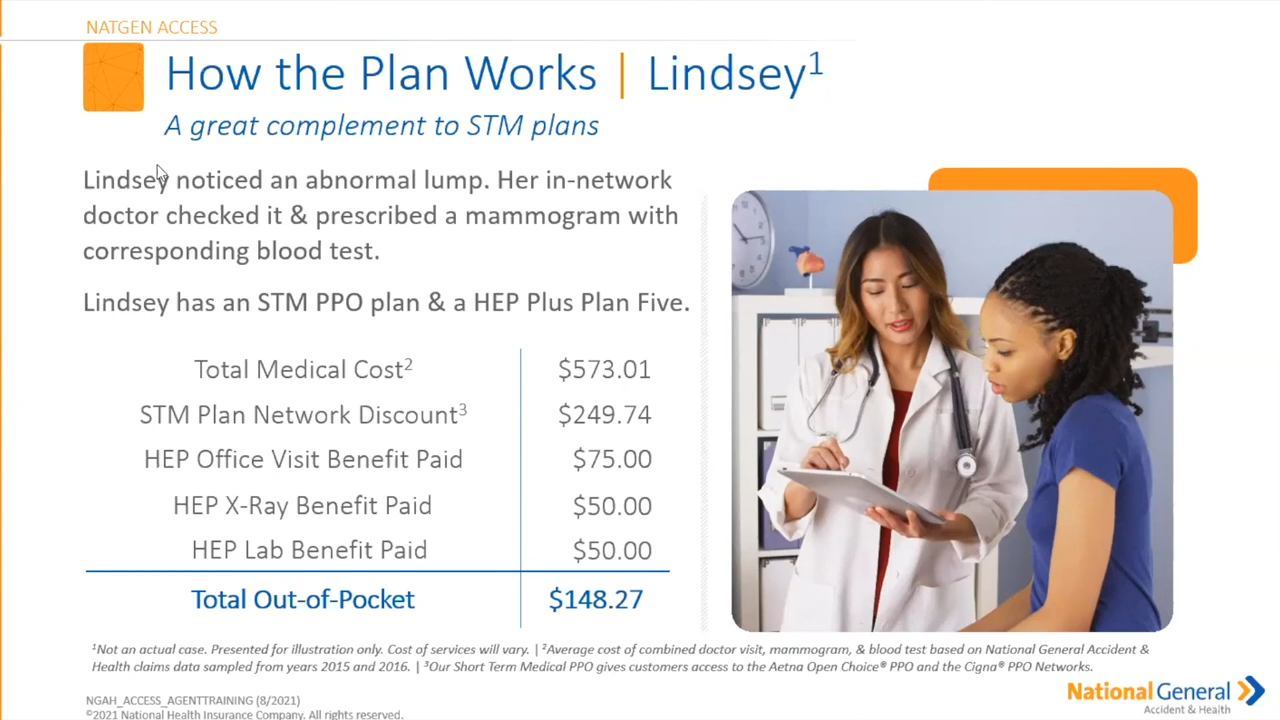 NATGEN ACCESS
How the Plan Works | Lindsey¹
A great complement to STM plans
Lindsey noticed an abnormal lump. Her in-network
doctor checked it & prescribed a mammogram with
corresponding blood test.
Lindsey has an STM PPO plan & a HEP Plus Plan Five.
Total Medical Cost² $573.01
STM Plan Network Discount³ $249.74
HEP Office Visit Benefit Paid $75.00
HEP X-Ray Benefit Paid $50.00
HEP Lab Benefit Paid $50.00
Total Out-of-Pocket $148.27
¹Not an actual case. Presented for illustration only. Cost of services will vary. | ²Average cost of combined doctor visit, mammogram, & blood test based on National General Accident &
Health claims data sampled from years 2015 and 2016. | ³Our Short Term Medical PPO gives customers access to the Aetna Open Choice® PPO and the Cigna® PPO Networks.
NGAH_ACCESS_AGENTTRAINING (8/2021)
©2021 National Health Insurance Company. All rights reserved.
National General
Accident & Health